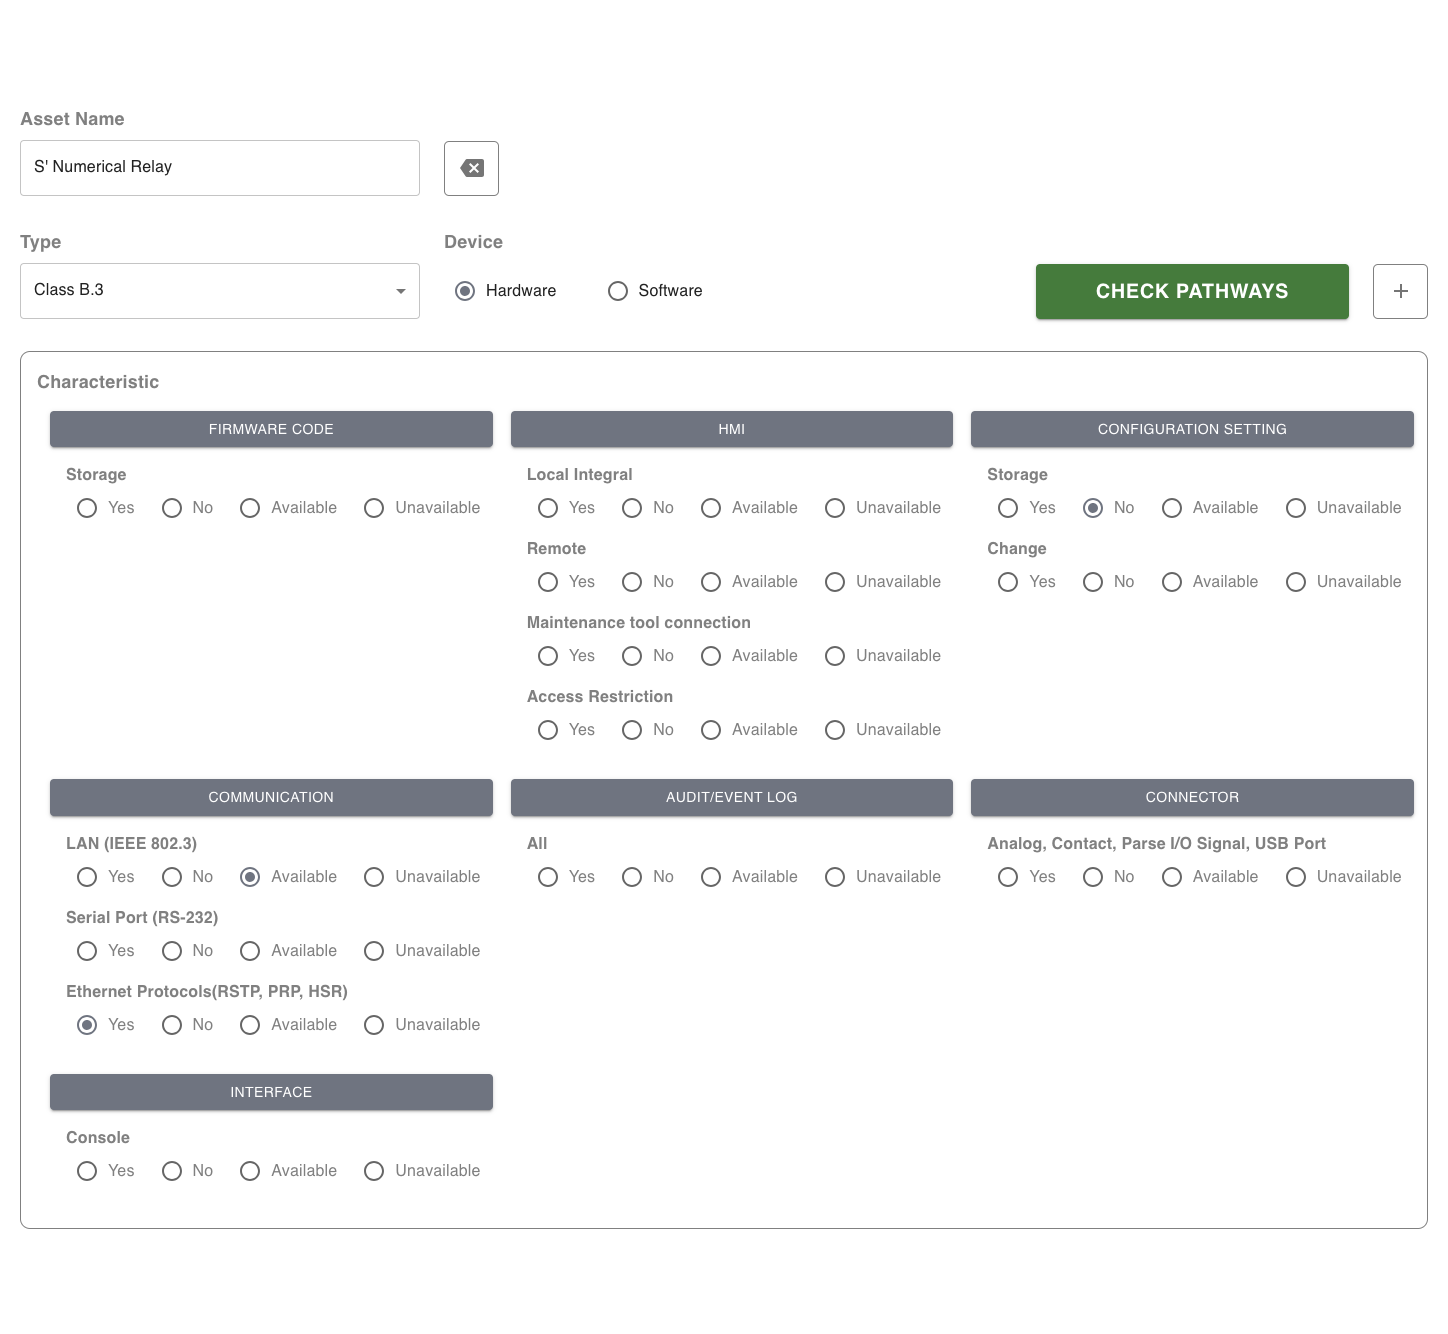 Asset Name
S' Numerical Relay
Type
Device
Class B.3
Hardware
Software
CHECK PATHWAYS
Characteristic
FIRMWARE CODE
HMI
CONFIGURATION SETTING
Storage
Local Integral
Storage
Yes No Available Unavailable
Yes No Available Unavailable
Yes No Available Unavailable
Remote
Change
Yes No Available Unavailable
Yes No Available Unavailable
Maintenance tool connection
Yes No Available Unavailable
Access Restriction
Yes No Available Unavailable
COMMUNICATION
AUDIT/EVENT LOG
CONNECTOR
LAN (IEEE 802.3)
All
Analog, Contact, Parse I/O Signal, USB Port
Yes No Available Unavailable
Yes No Available Unavailable
Yes No Available Unavailable
Serial Port (RS-232)
Yes No Available Unavailable
Ethernet Protocols(RSTP, PRP, HSR)
Yes No Available Unavailable
INTERFACE
Console
Yes No Available Unavailable